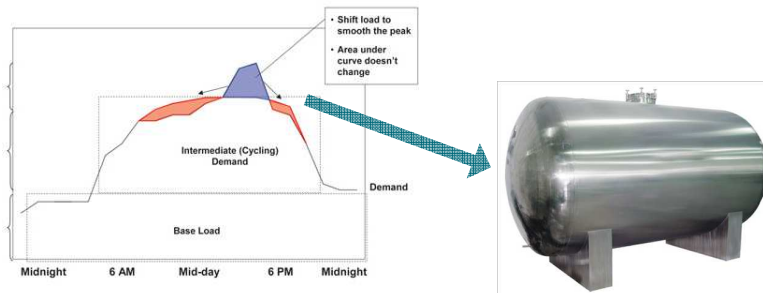 • Shift load to
smooth the peak
• Area under
curve doesn't
change
Intermediate (Cycling)
Demand
Demand
Base Load
Midnight 6 AM Mid-day 6 PM Midnight